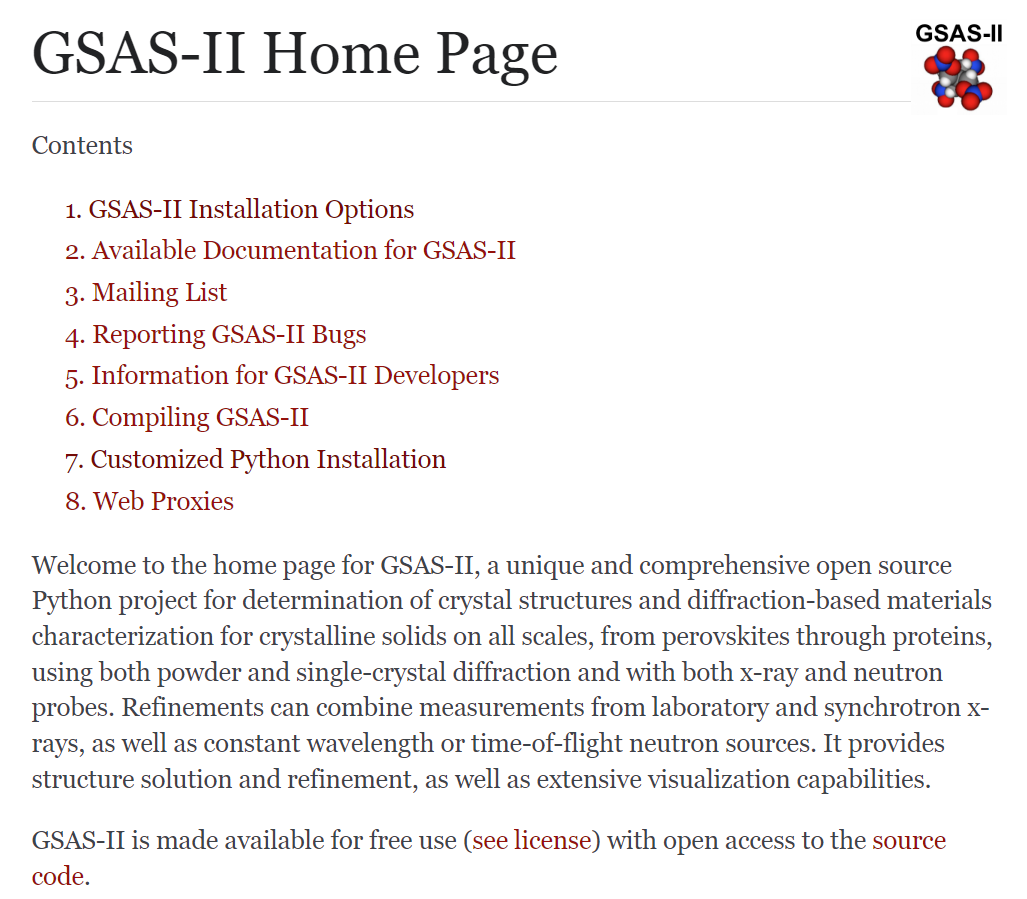 GSAS-II Home Page
GSAS-II
Contents
1. GSAS-II Installation Options
2. Available Documentation for GSAS-II
3. Mailing List
4. Reporting GSAS-II Bugs
5. Information for GSAS-II Developers
6. Compiling GSAS-II
7. Customized Python Installation
8. Web Proxies
Welcome to the home page for GSAS-II, a unique and comprehensive open source
Python project for determination of crystal structures and diffraction-based materials
characterization for crystalline solids on all scales, from perovskites through proteins,
using both powder and single-crystal diffraction and with both x-ray and neutron
probes. Refinements can combine measurements from laboratory and synchrotron x-
rays, as well as constant wavelength or time-of-flight neutron sources. It provides
structure solution and refinement, as well as extensive visualization capabilities.
GSAS-II is made available for free use (see license) with open access to the source
code.